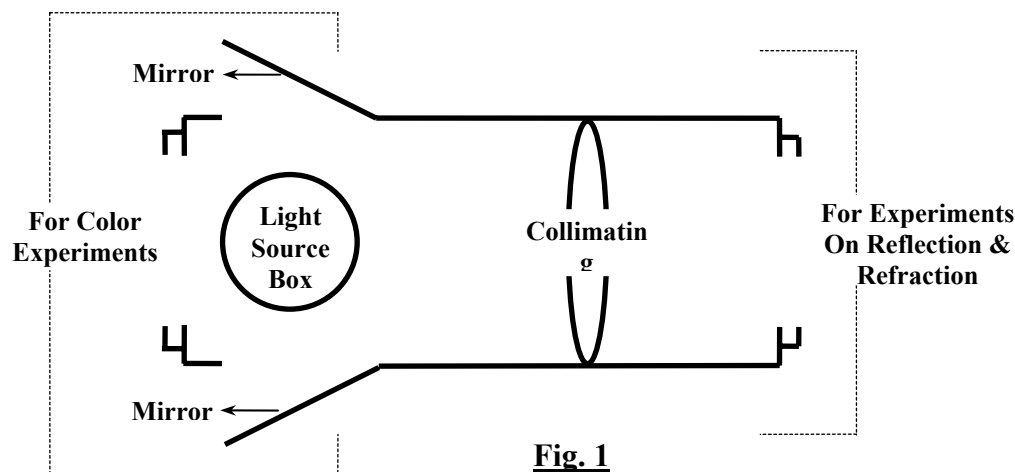 Mirror
For Color
Experiments
Light
Source
Box
Collimatin
g
For Experiments
On Reflection &
Refraction
Mirror
Fig. 1